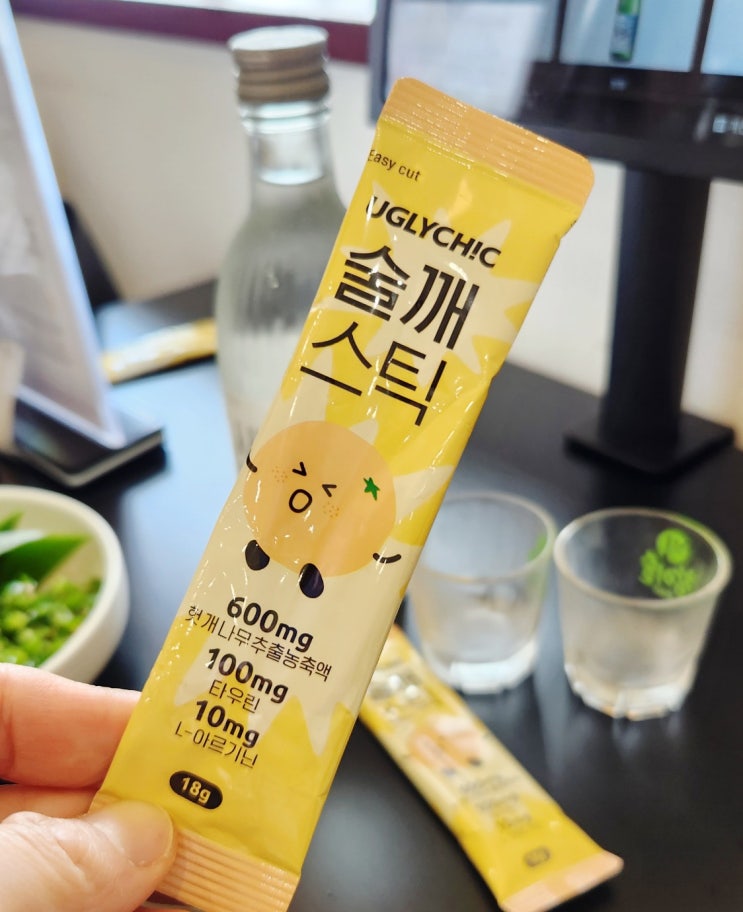 Easy cut
UGLYCH!C
술깨
스틱
600mg
헛개나무추출농축액
100mg
타우린
10mg
L-아르기닌
18g